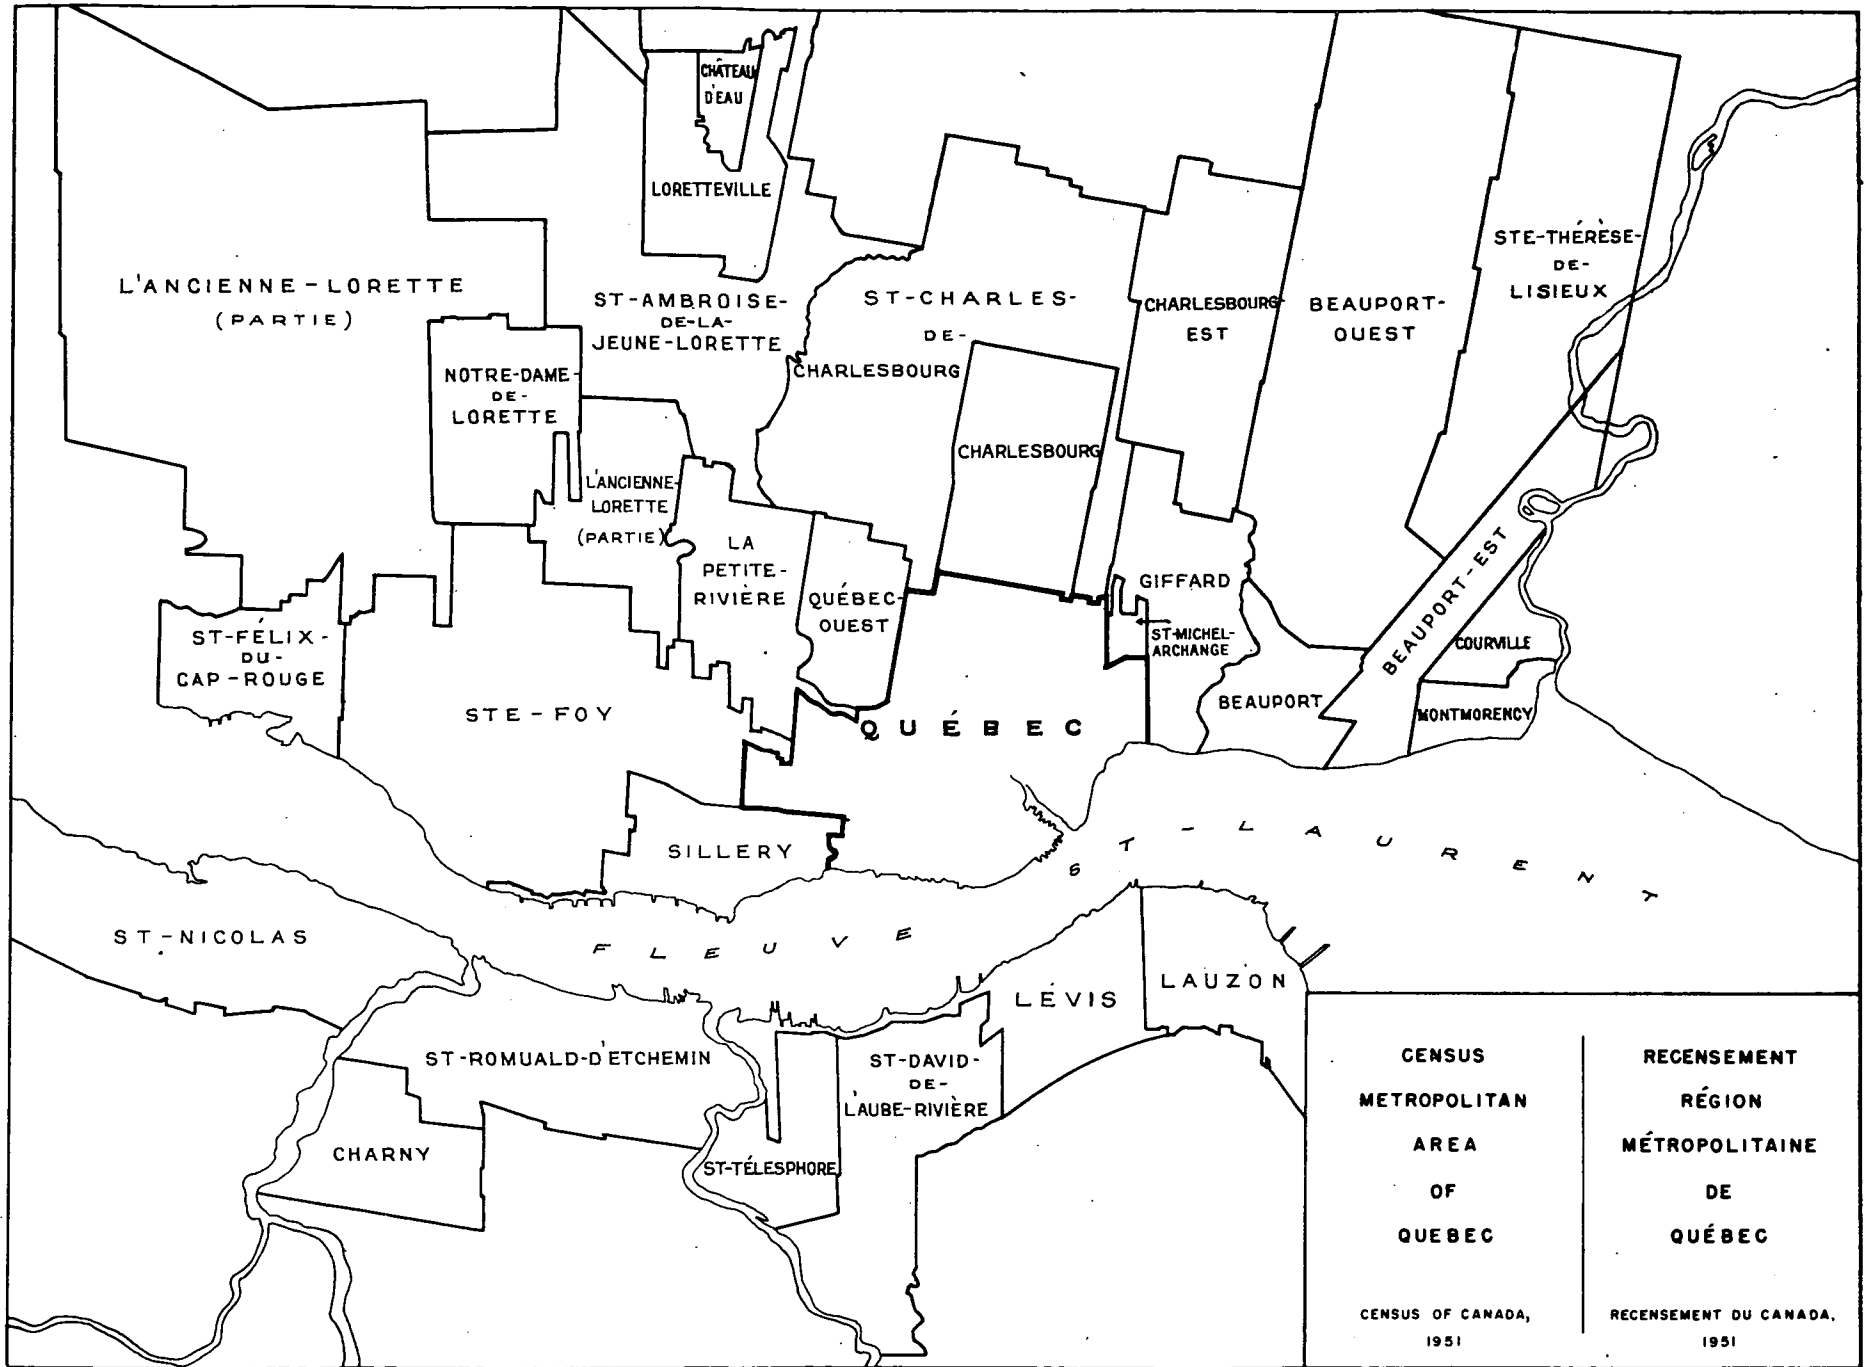 CHÂTEAU
D'EAU
LORETTEVILLE
L'ANCIENNE-LORETTE
(PARTIE)
ST-AMBROISE-
DE-LA-
JEUNE-LORETTE
ST-CHARLES-
DE-
CHARLESBOURG
CHARLESBOURG-
EST
BEAUPORT-
OUEST
STE-THÉRÈSE-
DE-
LISIEUX
NOTRE-DAME-
DE-
LORETTE
CHARLESBOURG
L'ANCIENNE-
LORETTE
(PARTIE)
LA
PETITE-
RIVIÈRE
QUÉBEC-
OUEST
GIFFARD
ST-MICHEL-
ARCHANGE
BEAUPORT-EST
COURVILLE
ST-FÉLIX-
DU-
CAP-ROUGE
STE-FOY
QUÉBEC
BEAUPORT
MONTMORENCY
SILLERY
FLEUVE ST-LAURENT
ST-NICOLAS
LÉVIS
LAUZON
ST-ROMUALD-D'ETCHEMIN
ST-DAVID-
DE-
L'AUBE-RIVIÈRE
CHARNY
ST-TÉLESPHORE
CENSUS
METROPOLITAN
AREA
OF
QUEBEC
CENSUS OF CANADA,
1951
RECENSEMENT
RÉGION
MÉTROPOLITAINE
DE
QUÉBEC
RECENSEMENT DU CANADA,
1951